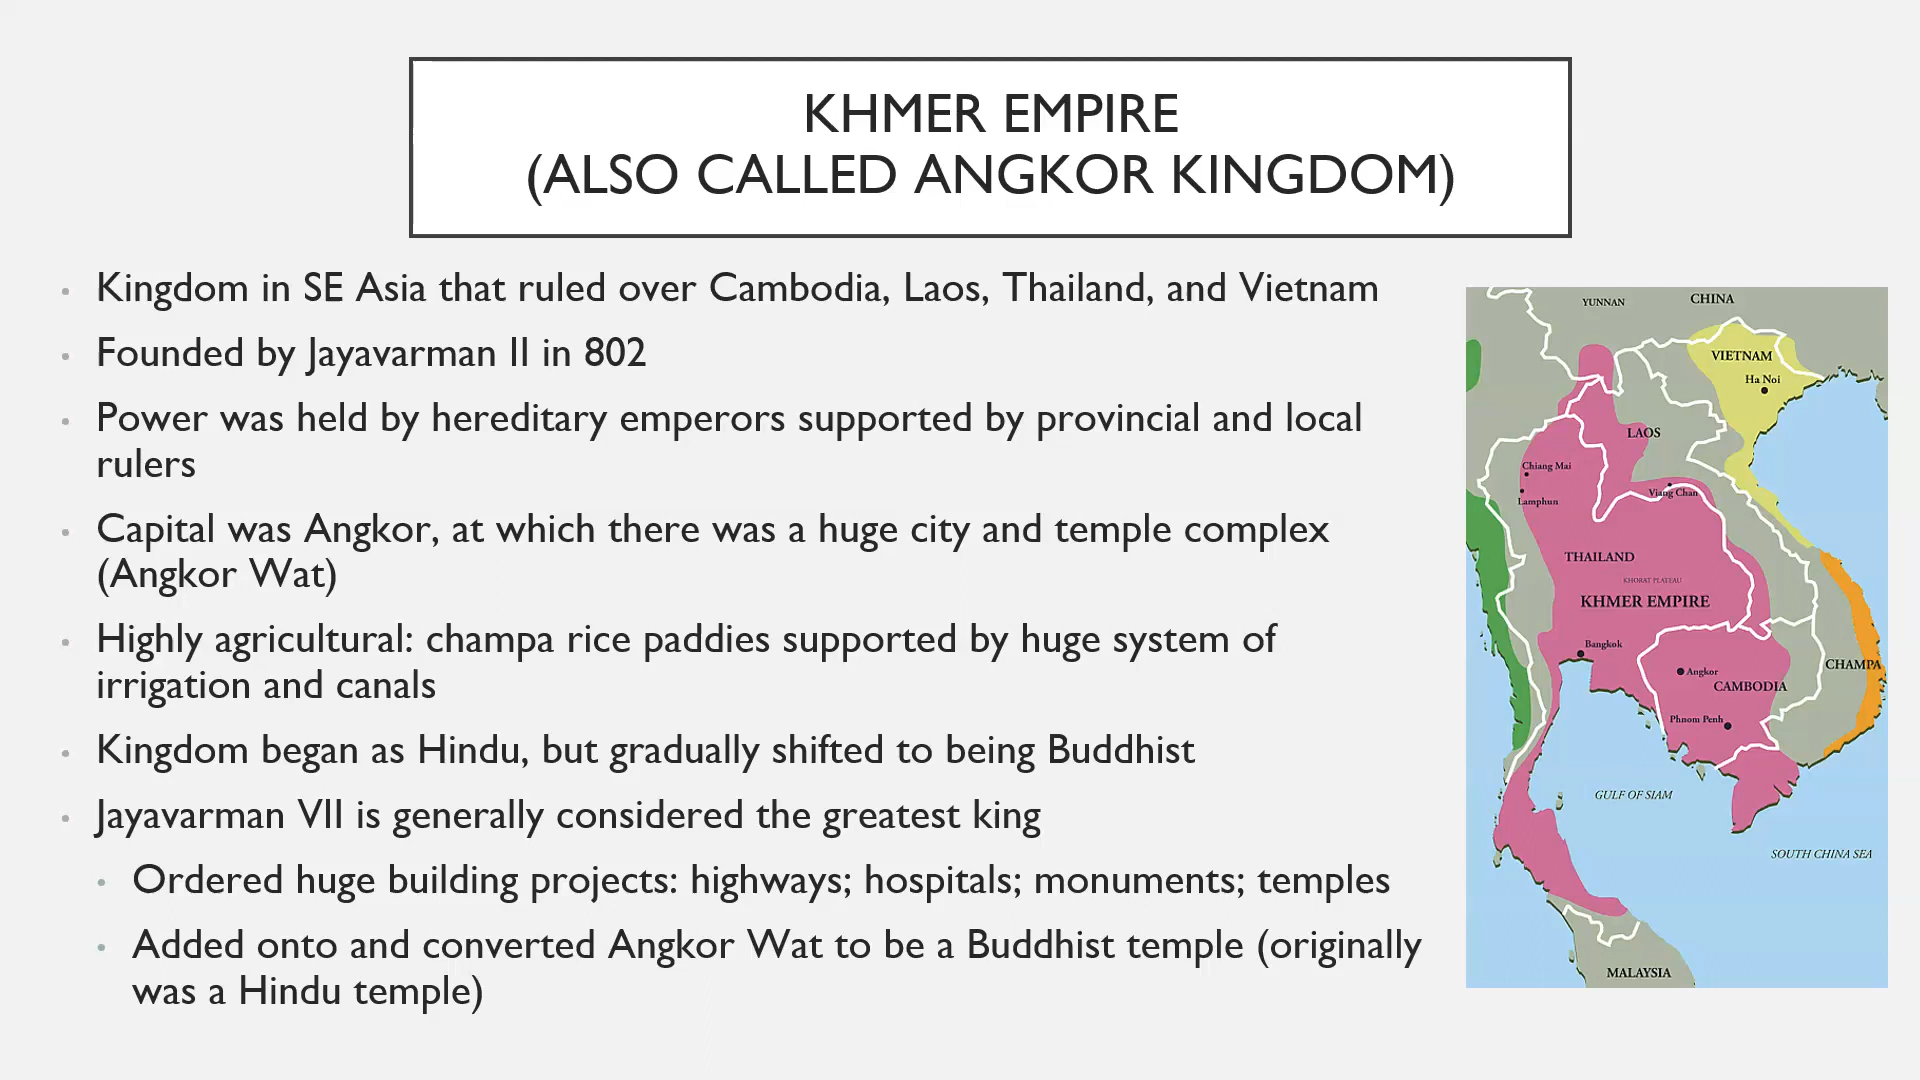 KHMER EMPIRE
(ALSO CALLED ANGKOR KINGDOM)
• Kingdom in SE Asia that ruled over Cambodia, Laos, Thailand, and Vietnam
• Founded by Jayavarman II in 802
• Power was held by hereditary emperors supported by provincial and local
rulers
• Capital was Angkor, at which there was a huge city and temple complex
(Angkor Wat)
• Highly agricultural: champa rice paddies supported by huge system of
irrigation and canals
• Kingdom began as Hindu, but gradually shifted to being Buddhist
• Jayavarman VII is generally considered the greatest king
• Ordered huge building projects: highways; hospitals; monuments; temples
• Added onto and converted Angkor Wat to be a Buddhist temple (originally
was a Hindu temple)
YUNNAN
CHINA
VIETNAM
Ha Noi
LAOS
Chiang Mai
Lamphun
Viang Chan
THAILAND
KHORAT PLATEAU
KHMER EMPIRE
Bangkok
Angkor
CHAMPA
CAMBODIA
Phnom Penh
GULF OF SIAM
SOUTH CHINA SEA
MALAYSIA